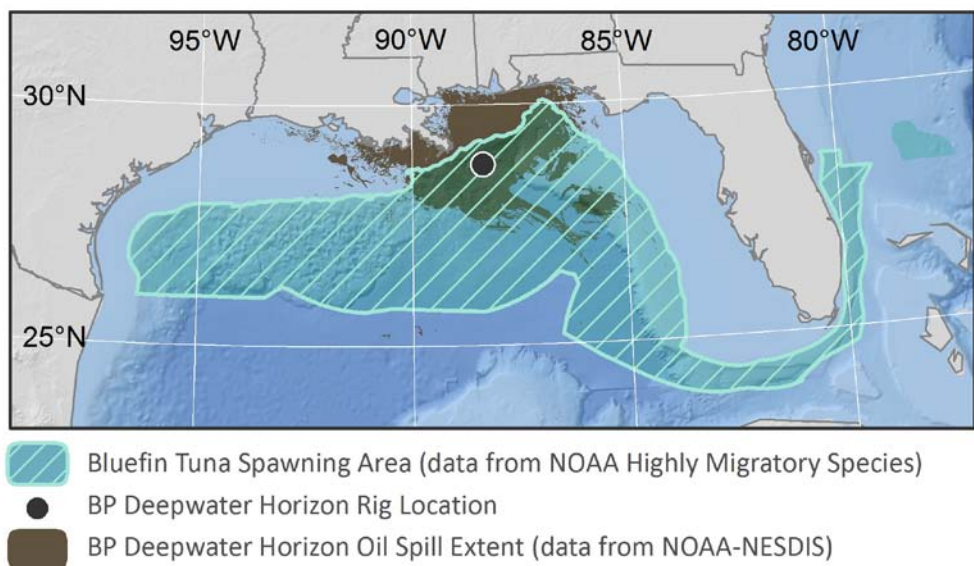 95°W 90°W 85°W 80°W
30°N
25°N
Bluefin Tuna Spawning Area (data from NOAA Highly Migratory Species)
BP Deepwater Horizon Rig Location
BP Deepwater Horizon Oil Spill Extent (data from NOAA-NESDIS)